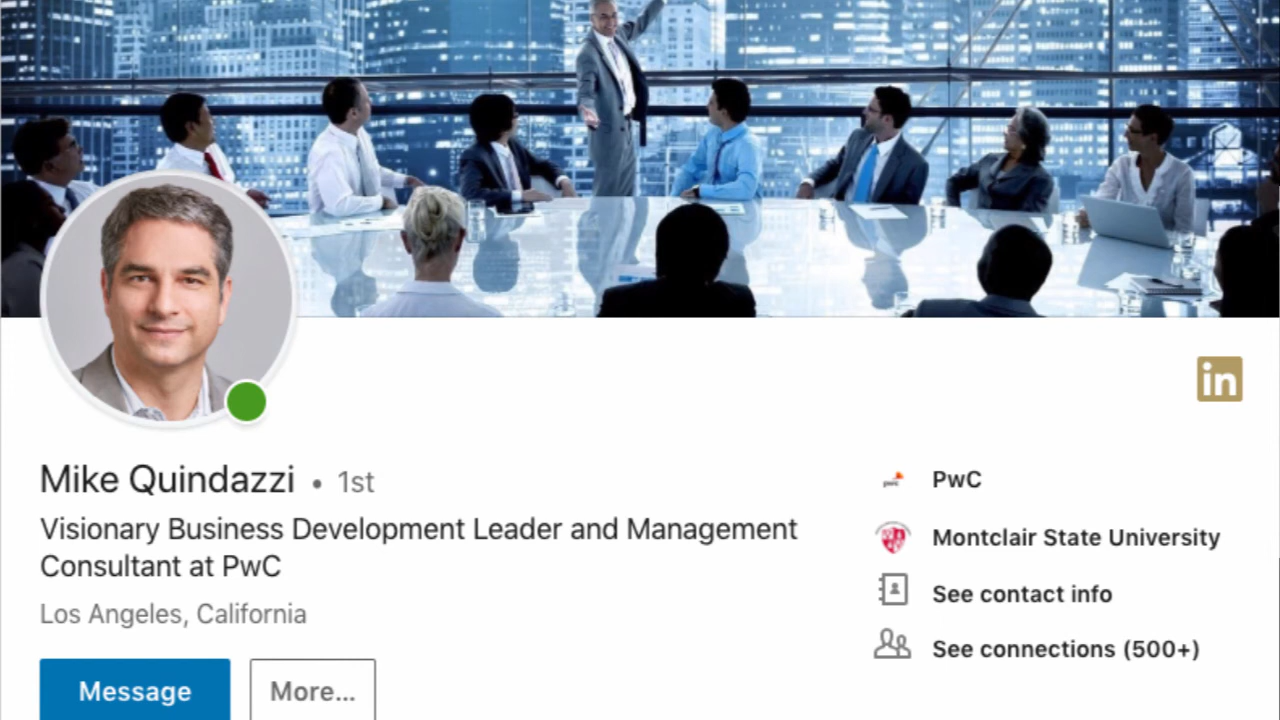 in
Mike Quindazzi • 1st
Visionary Business Development Leader and Management
Consultant at PwC
Los Angeles, California
Message
More...
pwc
PwC
Montclair State University
See contact info
See connections (500+)